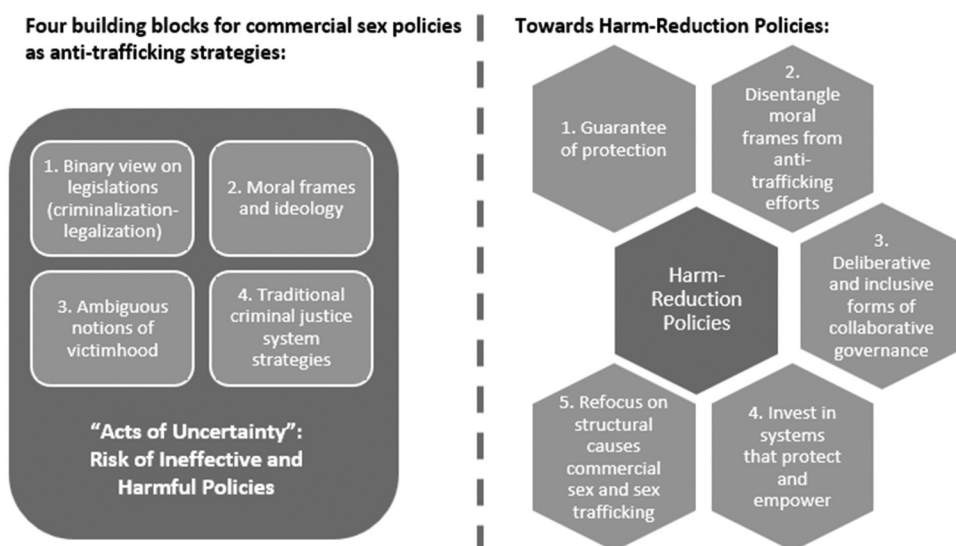 Four building blocks for commercial sex policies
as anti-trafficking strategies:
1. Binary view on
legislations
(criminalization-
legalization)
2. Moral frames
and ideology
3. Ambiguous
notions of
victimhood
4. Traditional
criminal justice
system
strategies
“Acts of Uncertainty”:
Risk of Ineffective and
Harmful Policies
Towards Harm-Reduction Policies:
1. Guarantee
of protection
2.
Disentangle
moral
frames from
anti-
trafficking
efforts
3.
Deliberative
and inclusive
forms of
collaborative
governance
4. Invest in
systems
that protect
and
empower
5. Refocus on
structural
causes
commercial
sex and sex
trafficking
Harm-
Reduction
Policies